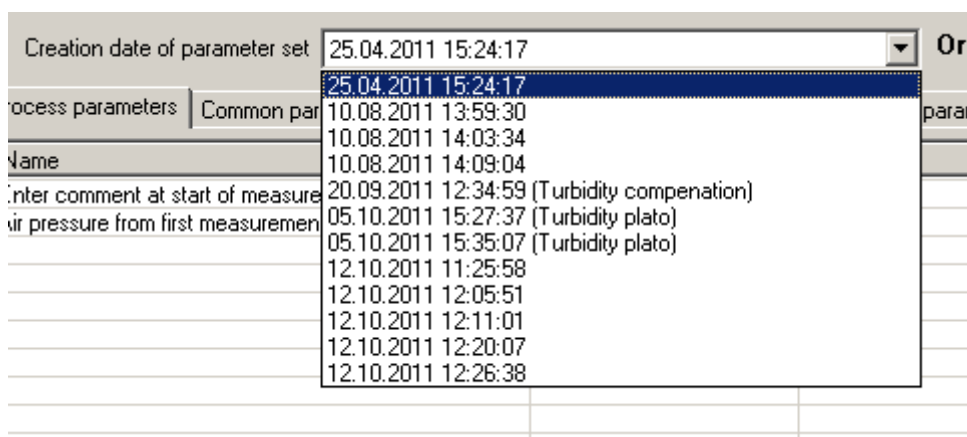 Creation date of parameter set 25.04.2011 15:24:17 Or
25.04.2011 15:24:17
rocess parameters Common par 10.08.2011 13:59:30 parar
10.08.2011 14:03:34
10.08.2011 14:09:04
Name
20.09.2011 12:34:59 (Turbidity compenation)
nter comment at start of measure
05.10.2011 15:27:37 (Turbidity plato)
ir pressure from first measuremen
05.10.2011 15:35:07 (Turbidity plato)
12.10.2011 11:25:58
12.10.2011 12:05:51
12.10.2011 12:11:01
12.10.2011 12:20:07
12.10.2011 12:26:38